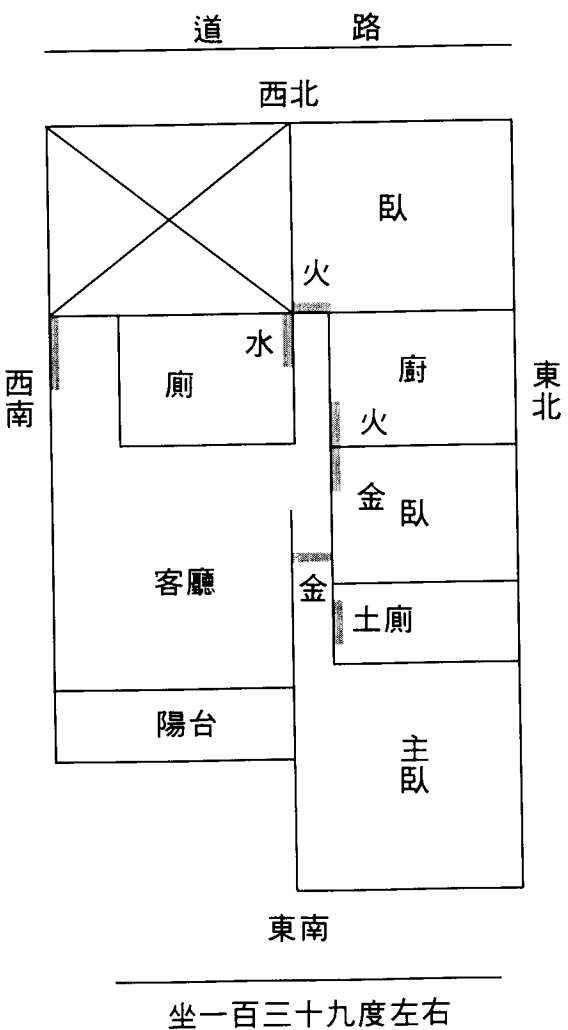 道路
西北
臥
火
水
廁
廚
西南
東北
火
金
臥
客廳
金
土廁
陽台
主臥
東南
坐一百三十九度左右